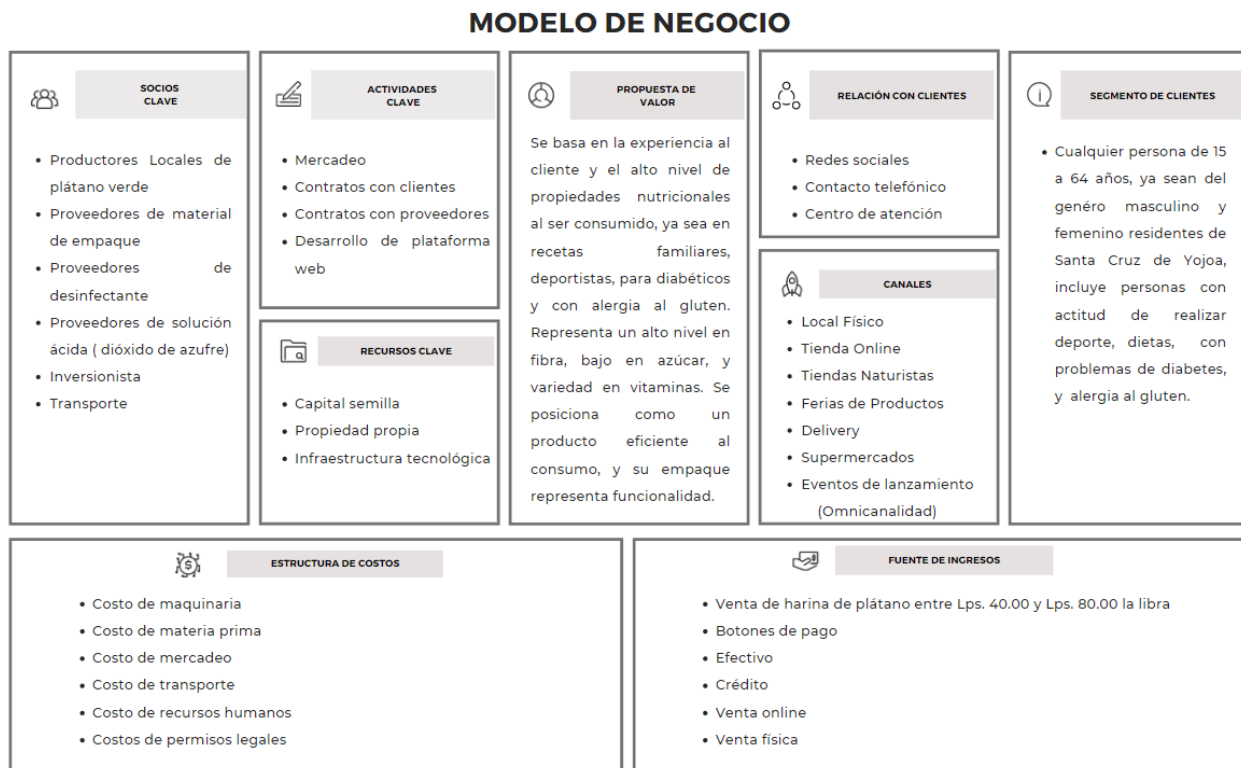 MODELO DE NEGOCIO
SOCIOS
CLAVE
• Productores Locales de
plátano verde
• Proveedores de material
de empaque
• Proveedores de
desinfectante
• Proveedores de solución
ácida ( dióxido de azufre)
• Inversionista
• Transporte
ACTIVIDADES
CLAVE
• Mercadeo
• Contratos con clientes
• Contratos con proveedores
• Desarrollo de plataforma
web
RECURSOS CLAVE
• Capital semilla
• Propiedad propia
• Infraestructura tecnológica
PROPUESTA DE
VALOR
Se basa en la experiencia al
cliente y el alto nivel de
propiedades nutricionales
al ser consumido, ya sea en
recetas familiares,
deportistas, para diabéticos
y con alergia al gluten.
Representa un alto nivel en
fibra, bajo en azúcar, y
variedad en vitaminas. Se
posiciona como un
producto eficiente al
consumo, y su empaque
representa funcionalidad.
RELACIÓN CON CLIENTES
• Redes sociales
• Contacto telefónico
• Centro de atención
CANALES
• Local Físico
• Tienda Online
• Tiendas Naturistas
• Ferias de Productos
• Delivery
• Supermercados
• Eventos de lanzamiento
(Omnicanalidad)
SEGMENTO DE CLIENTES
• Cualquier persona de 15
a 64 años, ya sean del
genéro masculino y
femenino residentes de
Santa Cruz de Yojoa,
incluye personas con
actitud de realizar
deporte, dietas, con
problemas de diabetes,
y alergia al gluten.
ESTRUCTURA DE COSTOS
• Costo de maquinaria
• Costo de materia prima
• Costo de mercadeo
• Costo de transporte
• Costo de recursos humanos
• Costos de permisos legales
FUENTE DE INGRESOS
• Venta de harina de plátano entre Lps. 40.00 y Lps. 80.00 la libra
• Botones de pago
• Efectivo
• Crédito
• Venta online
• Venta física